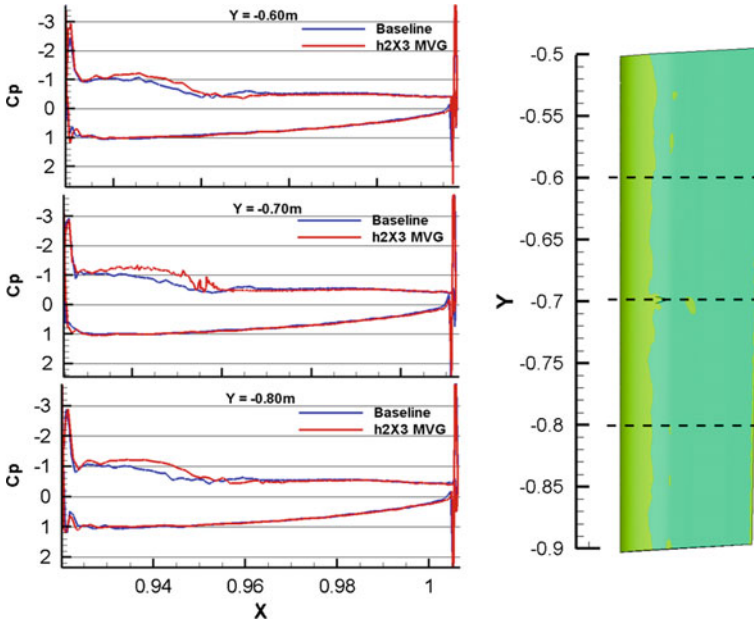 Y = -0.60m
Baseline
h2X3 MVG
-3
-2
-1
0
1
2
Cp
Y = -0.70m
Baseline
h2X3 MVG
-3
-2
-1
0
1
2
Cp
Y = -0.80m
Baseline
h2X3 MVG
-3
-2
-1
0
1
2
Cp
0.94 0.96 0.98 1
X
-0.5
-0.55
-0.6
-0.65
-0.7
-0.75
-0.8
-0.85
-0.9
Y